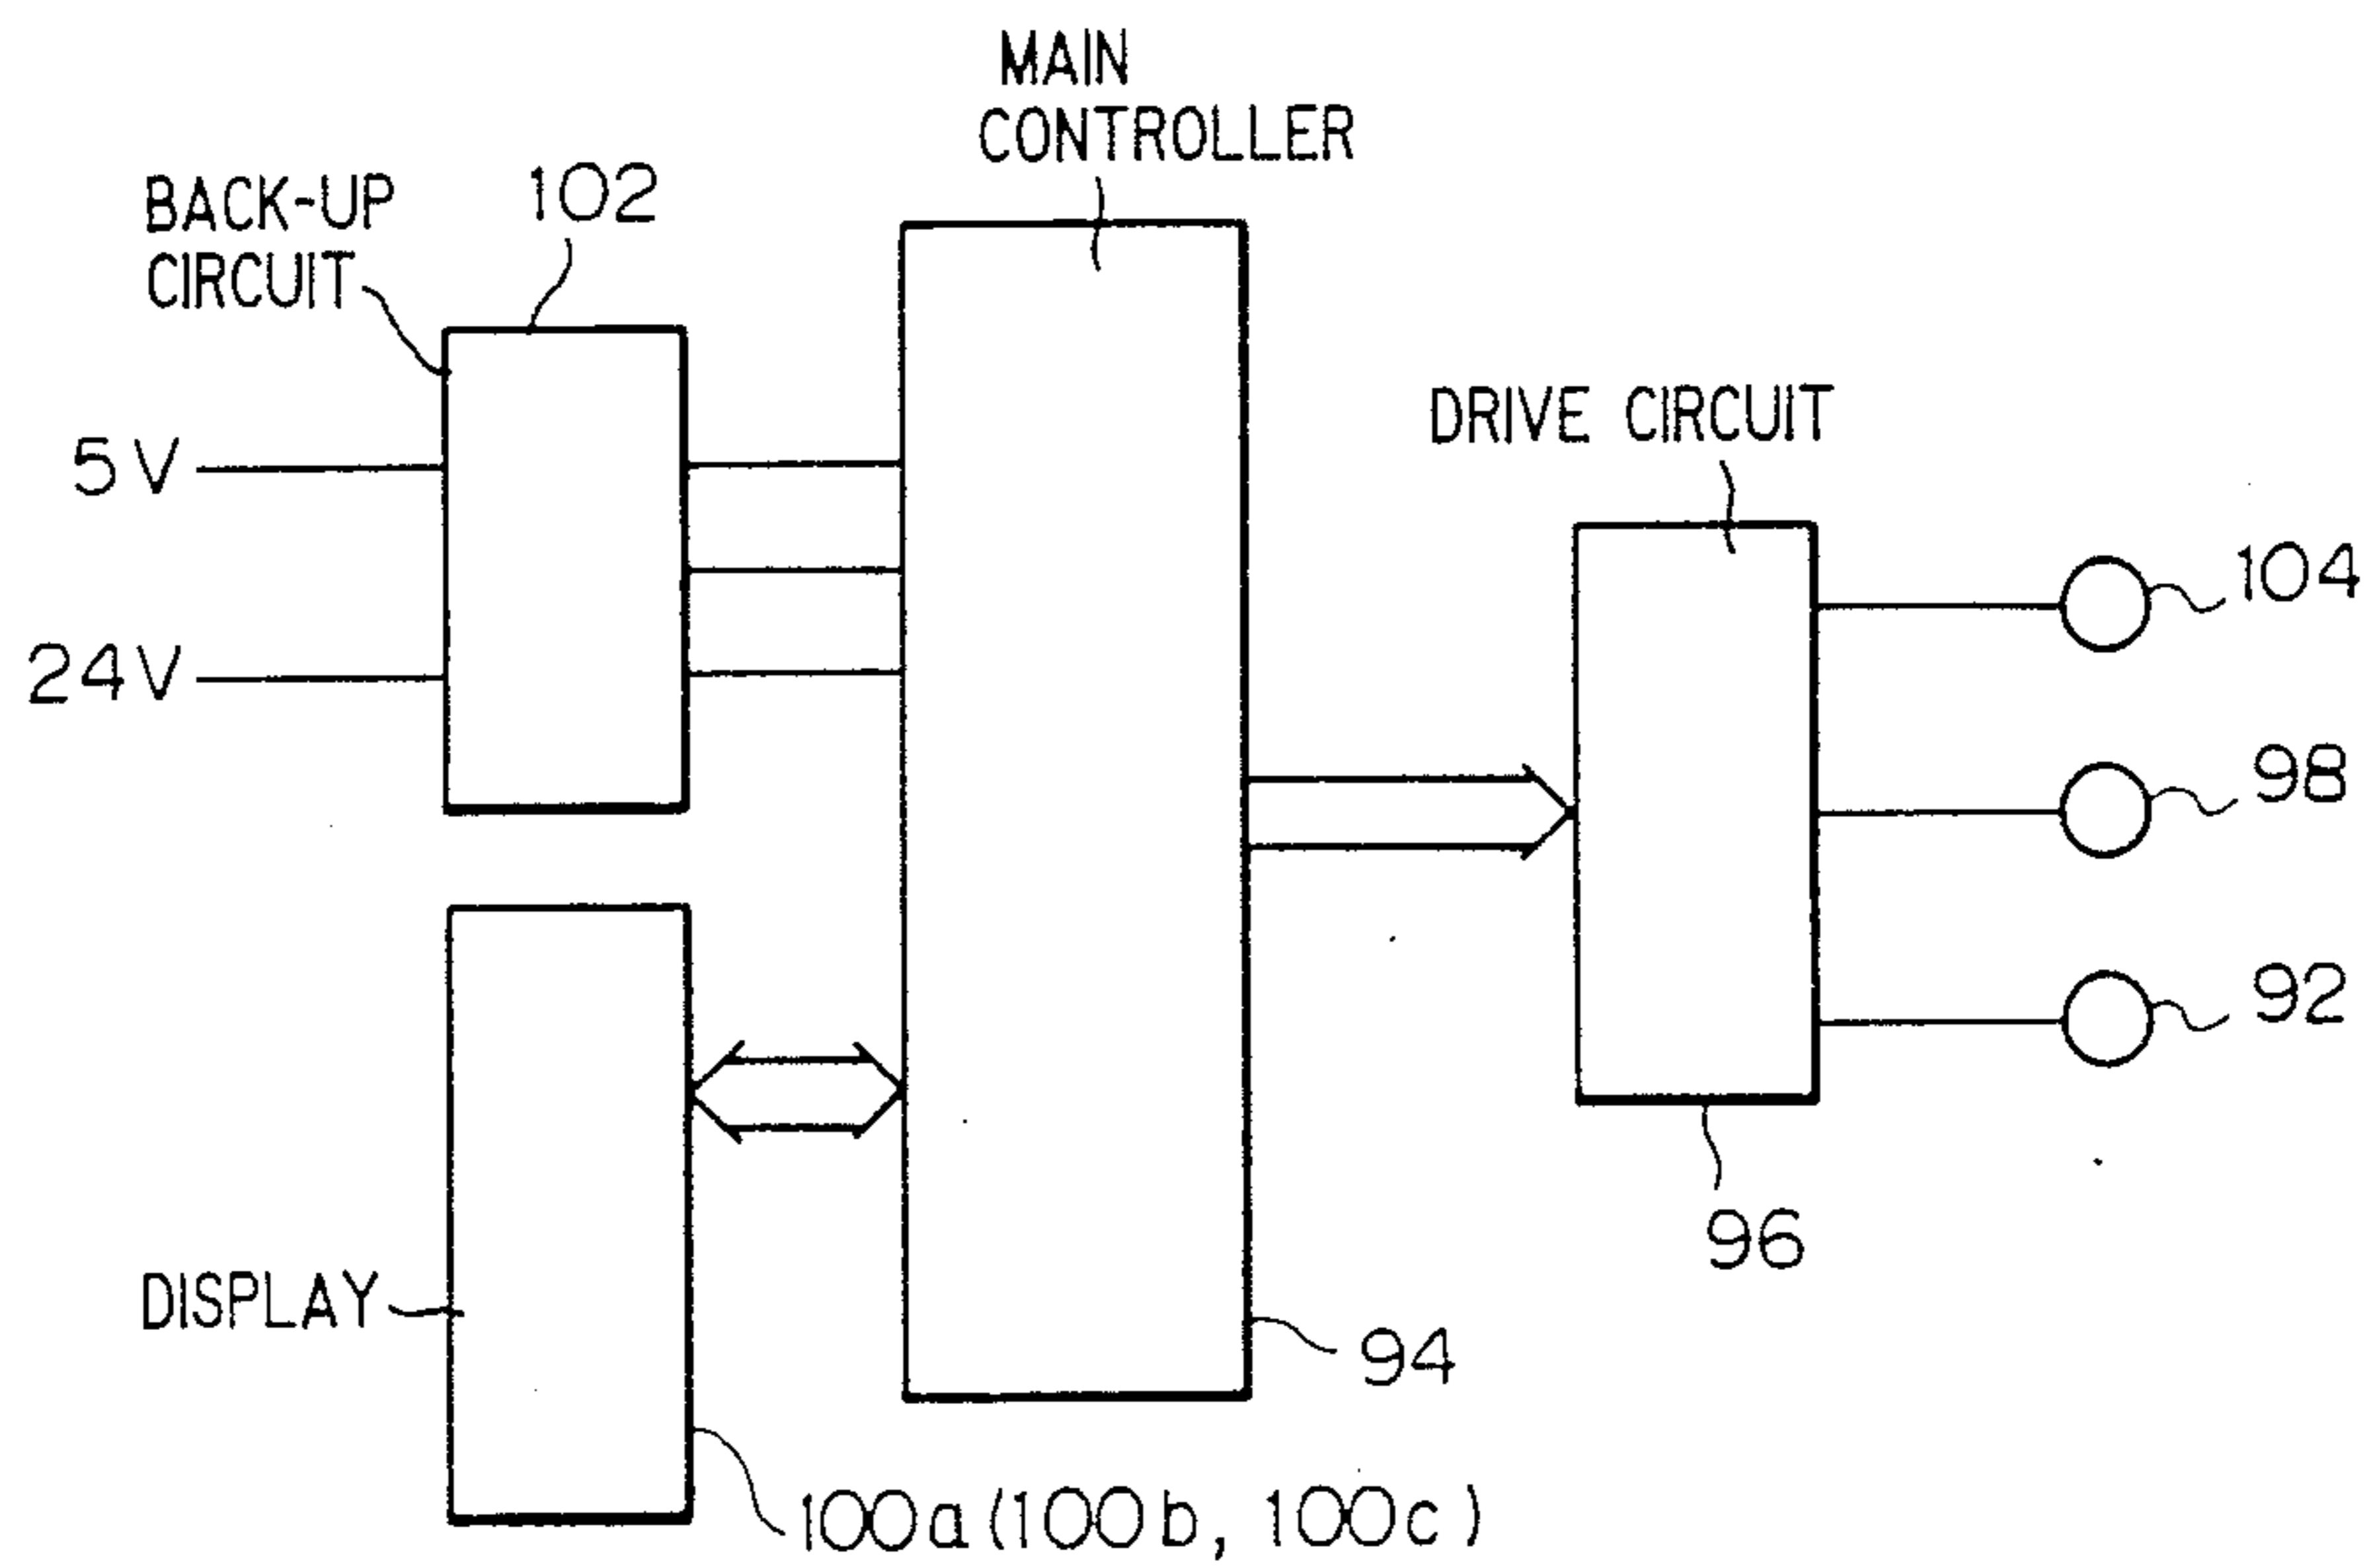 MAIN
CONTROLLER
BACK-UP
CIRCUIT
102
5V
24V
DRIVE CIRCUIT
104
98
92
96
DISPLAY
94
100a(100b, 100c)